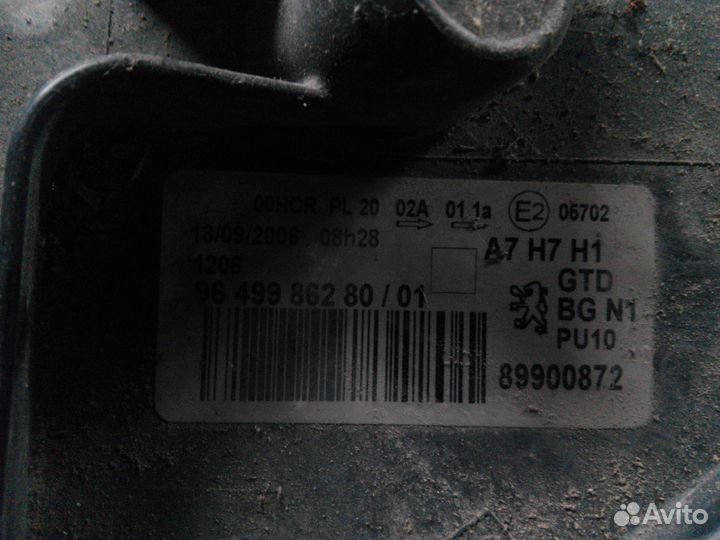 00HCR PL 20 02A 01 1a E2 05702
13/09/2006 08h28
A7 H7 H1
1206
GTD
96 499 862 80 / 01
BG N1
PU10
89900872
Avito